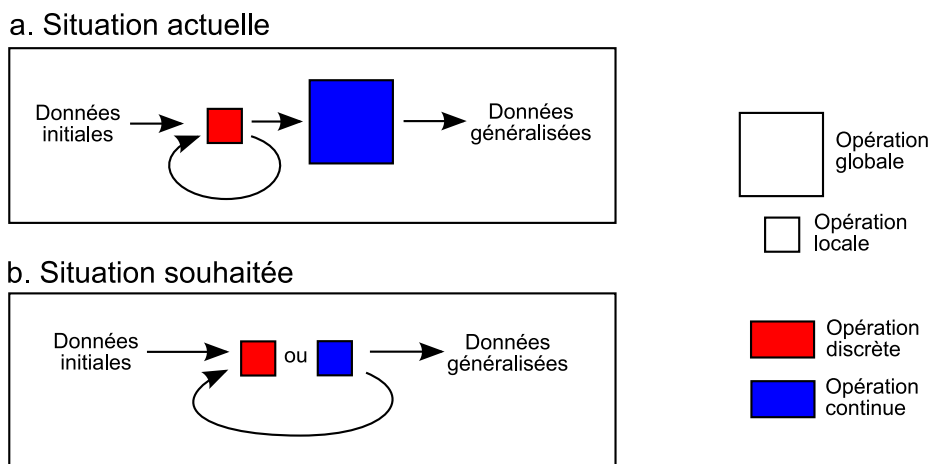 a. Situation actuelle
Données
initiales
Données
généralisées
Opération
globale
Opération
locale
b. Situation souhaitée
Données
initiales
ou
Données
généralisées
Opération
discrète
Opération
continue